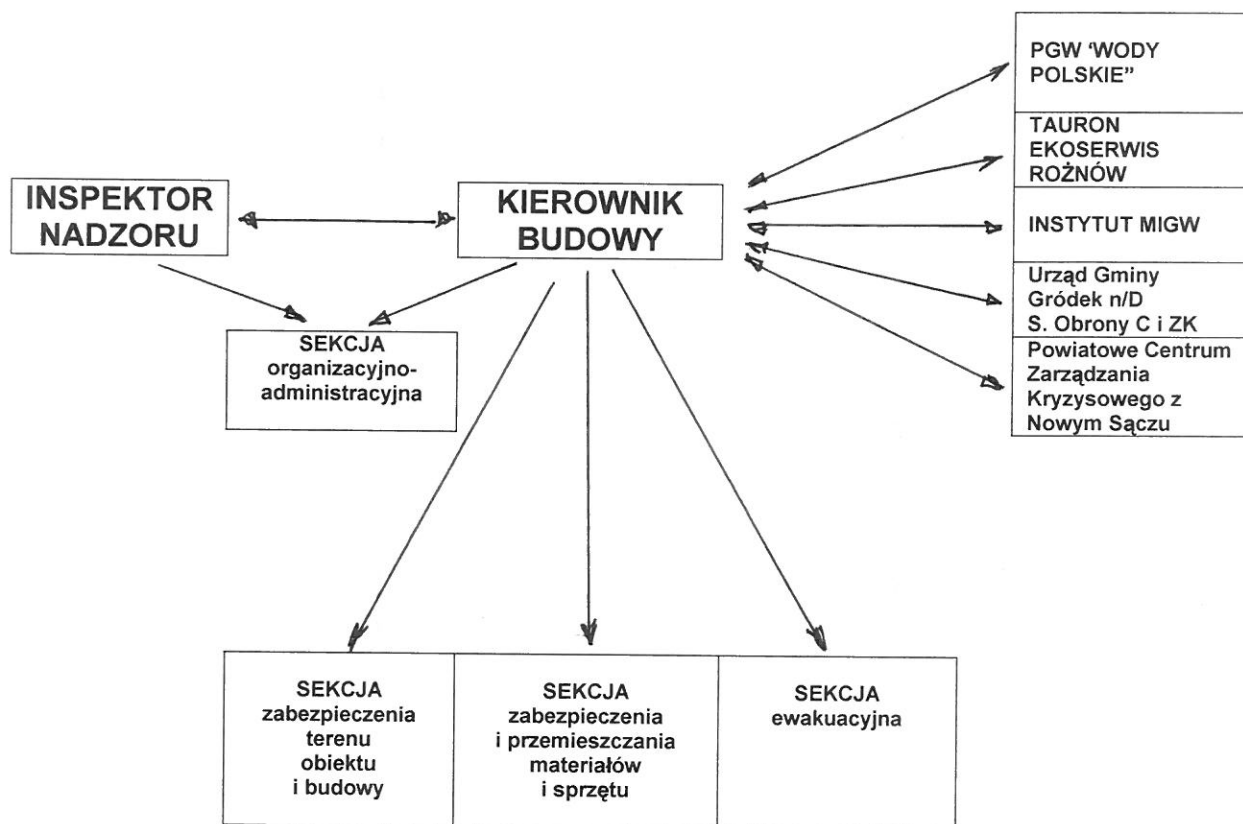 PGW ‘WODY
POLSKIE”
TAURON
EKOSERWIS
ROŻNÓW
INSPEKTOR
NADZORU
KIEROWNIK
BUDOWY
INSTYTUT MIGW
Urząd Gminy
Gródek n/D
S. Obrony C i ZK
SEKCJA
organizacyjno-
administracyjna
Powiatowe Centrum
Zarządzania
Kryzysowego z
Nowym Sączu
SEKCJA
zabezpieczenia
terenu
obiektu
i budowy
SEKCJA
zabezpieczenia
i przemieszczania
materiałów
i sprzętu
SEKCJA
ewakuacyjna